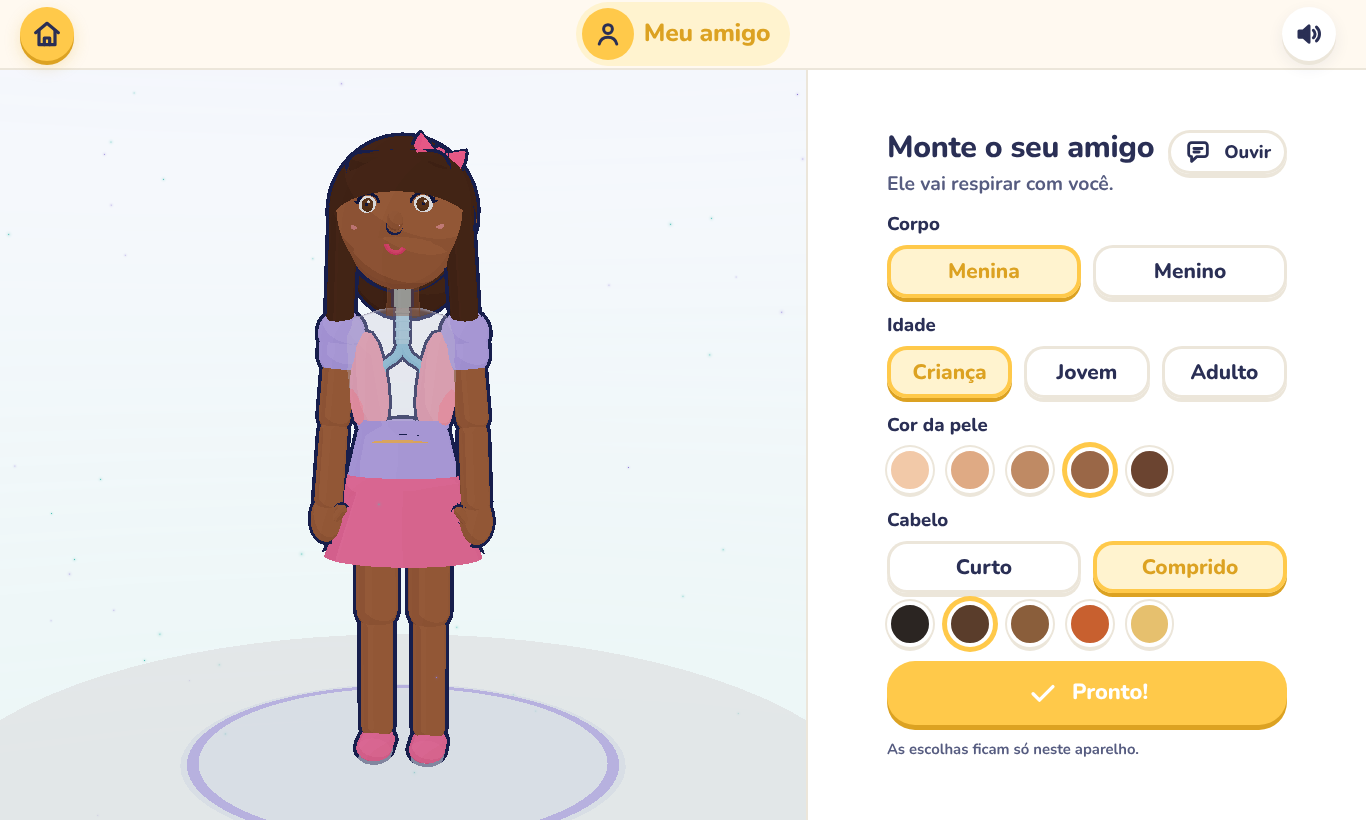 Meu amigo
Monte o seu amigo
Ouvir
Ele vai respirar com você.
Corpo
Menina
Menino
Idade
Criança
Jovem
Adulto
Cor da pele
Cabelo
Curto
Comprido
Pronto!
As escolhas ficam só neste aparelho.